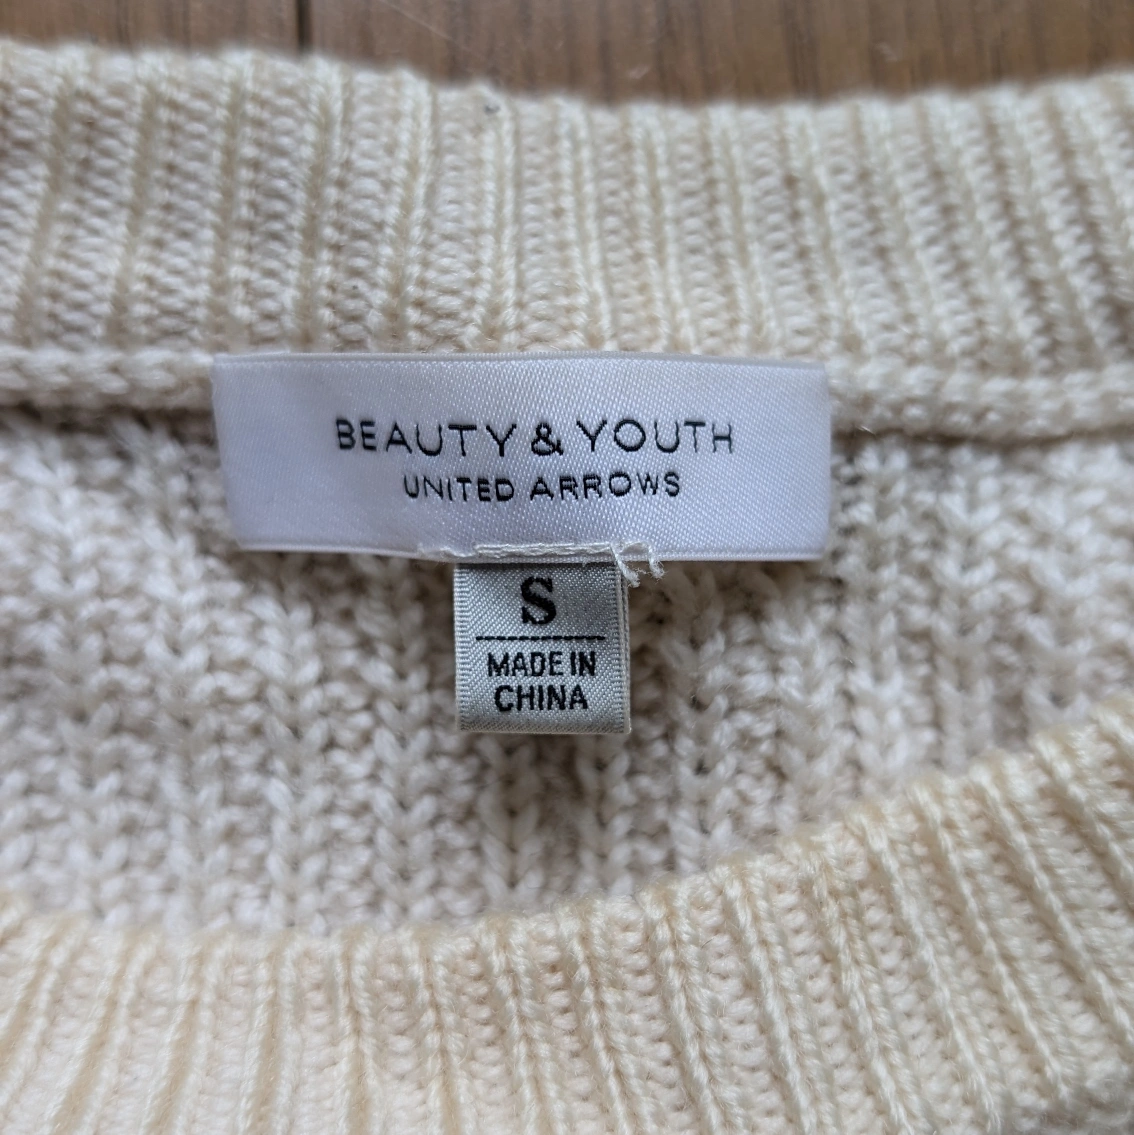 BEAUTY & YOUTH
UNITED ARROWS
S
MADE IN
CHINA